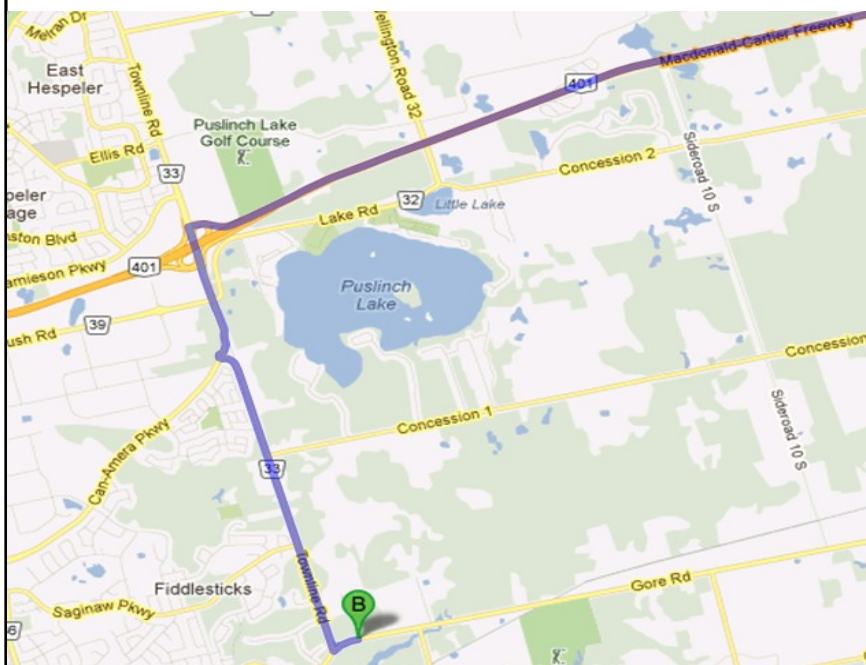 Melran Dr
East
Hespeler
Townline Rd
Wellington Road 32
Macdonald-Cartier Freeway
401
Puslinch Lake
Golf Course
Ellis Rd
33
Concession 2
Sideroad 10 S
peler
age
32
Little Lake
Lake Rd
aston Blvd
401
amieson Pkwy
Puslinch
Lake
39
ush Rd
Concession
Concession 1
Sideroad 10 S
Can-Amera Pkwy
33
Townline Rd
Fiddlesticks
Gore Rd
B
Saginaw Pkwy